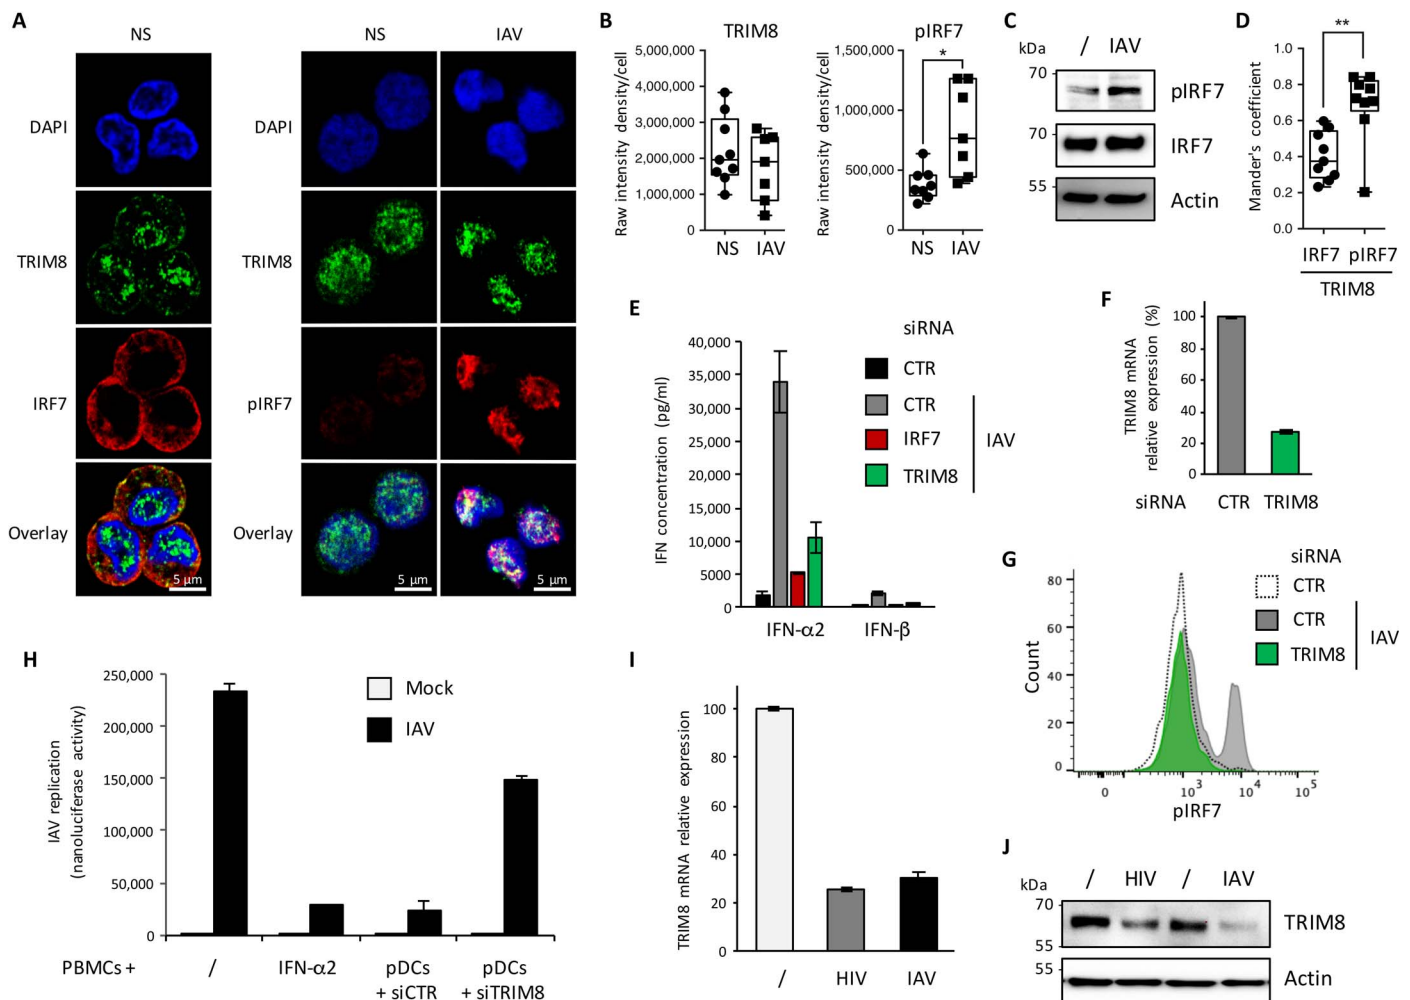 A
NS
NS
IAV
DAPI
DAPI
TRIM8
TRIM8
IRF7
pIRF7
Overlay
Overlay
5 µm
5 µm
5 µm
B
TRIM8
Raw intensity density/cell
5,000,000
4,000,000
3,000,000
2,000,000
1,000,000
0
NS
IAV
pIRF7
Raw intensity density/cell
1,500,000
1,000,000
500,000
0
*
NS
IAV
C
kDa
/
IAV
70
pIRF7
70
IRF7
55
Actin
D
**
Mander's coefficient
1.0
0.8
0.6
0.4
0.2
0.0
IRF7 pIRF7
TRIM8
E
IFN concentration (pg/ml)
40,000
35,000
30,000
25,000
20,000
15,000
10,000
5000
0
IFN-α2
IFN-β
siRNA
CTR
CTR
IRF7
TRIM8
IAV
F
TRIM8 mRNA
relative expression (%)
100
80
60
40
20
0
siRNA CTR TRIM8
G
siRNA
CTR
CTR
TRIM8
IAV
Count
80
60
40
20
0
0 10³ 10⁴ 10⁵
pIRF7
H
IAV replication
(nanoluciferase activity)
250,000
200,000
150,000
100,000
50,000
0
Mock
IAV
PBMCs + / IFN-α2 pDCs pDCs
+ siCTR + siTRIM8
I
TRIM8 mRNA relative expression
100
80
60
40
20
0
/ HIV IAV
J
kDa
/ HIV / IAV
70
TRIM8
55
55
Actin